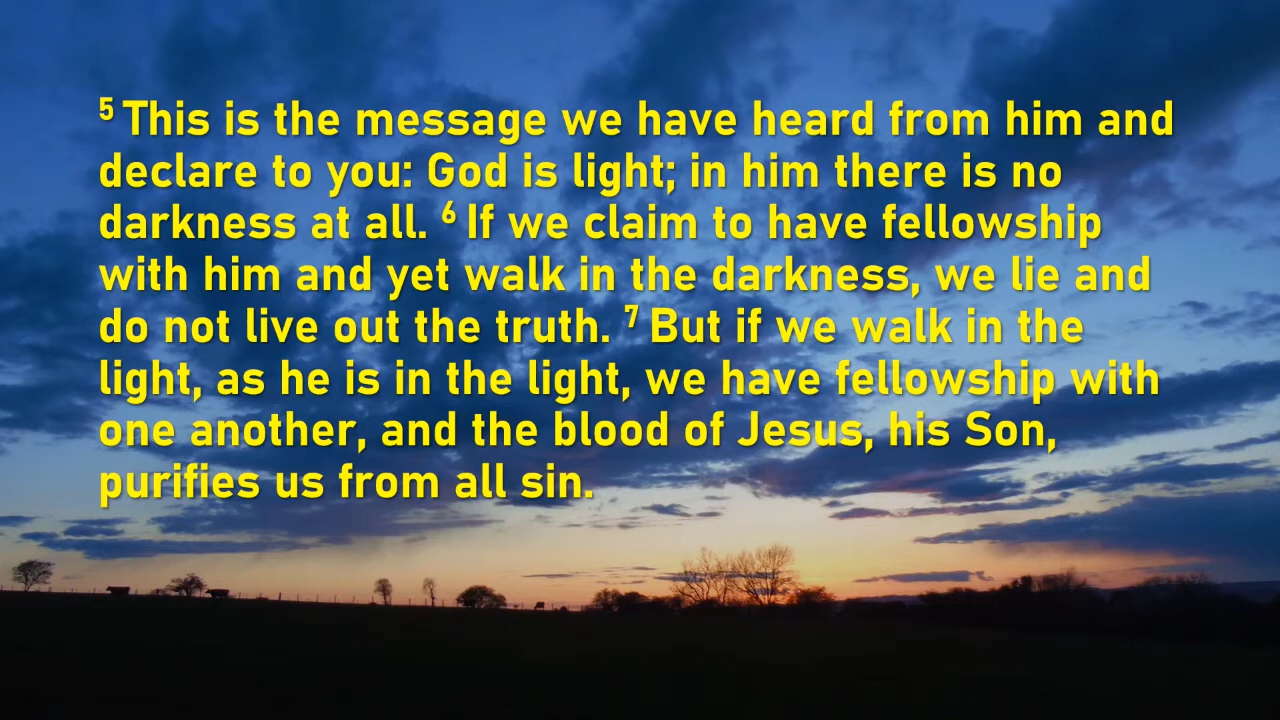 ⁵ This is the message we have heard from him and
declare to you: God is light; in him there is no
darkness at all. ⁶ If we claim to have fellowship
with him and yet walk in the darkness, we lie and
do not live out the truth. ⁷ But if we walk in the
light, as he is in the light, we have fellowship with
one another, and the blood of Jesus, his Son,
purifies us from all sin.